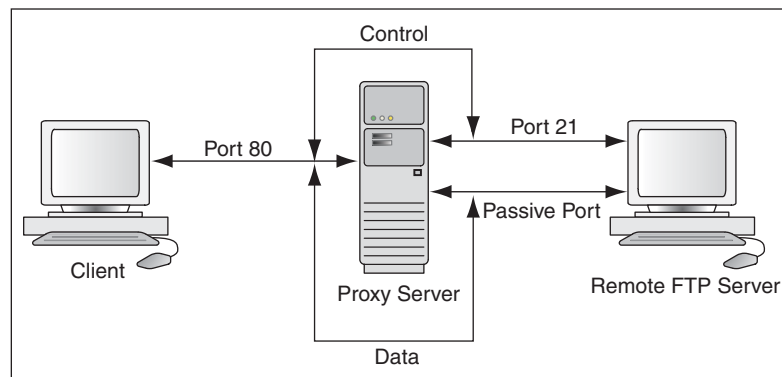 Control
Port 80
Port 21
Passive Port
Client
Proxy Server
Remote FTP Server
Data